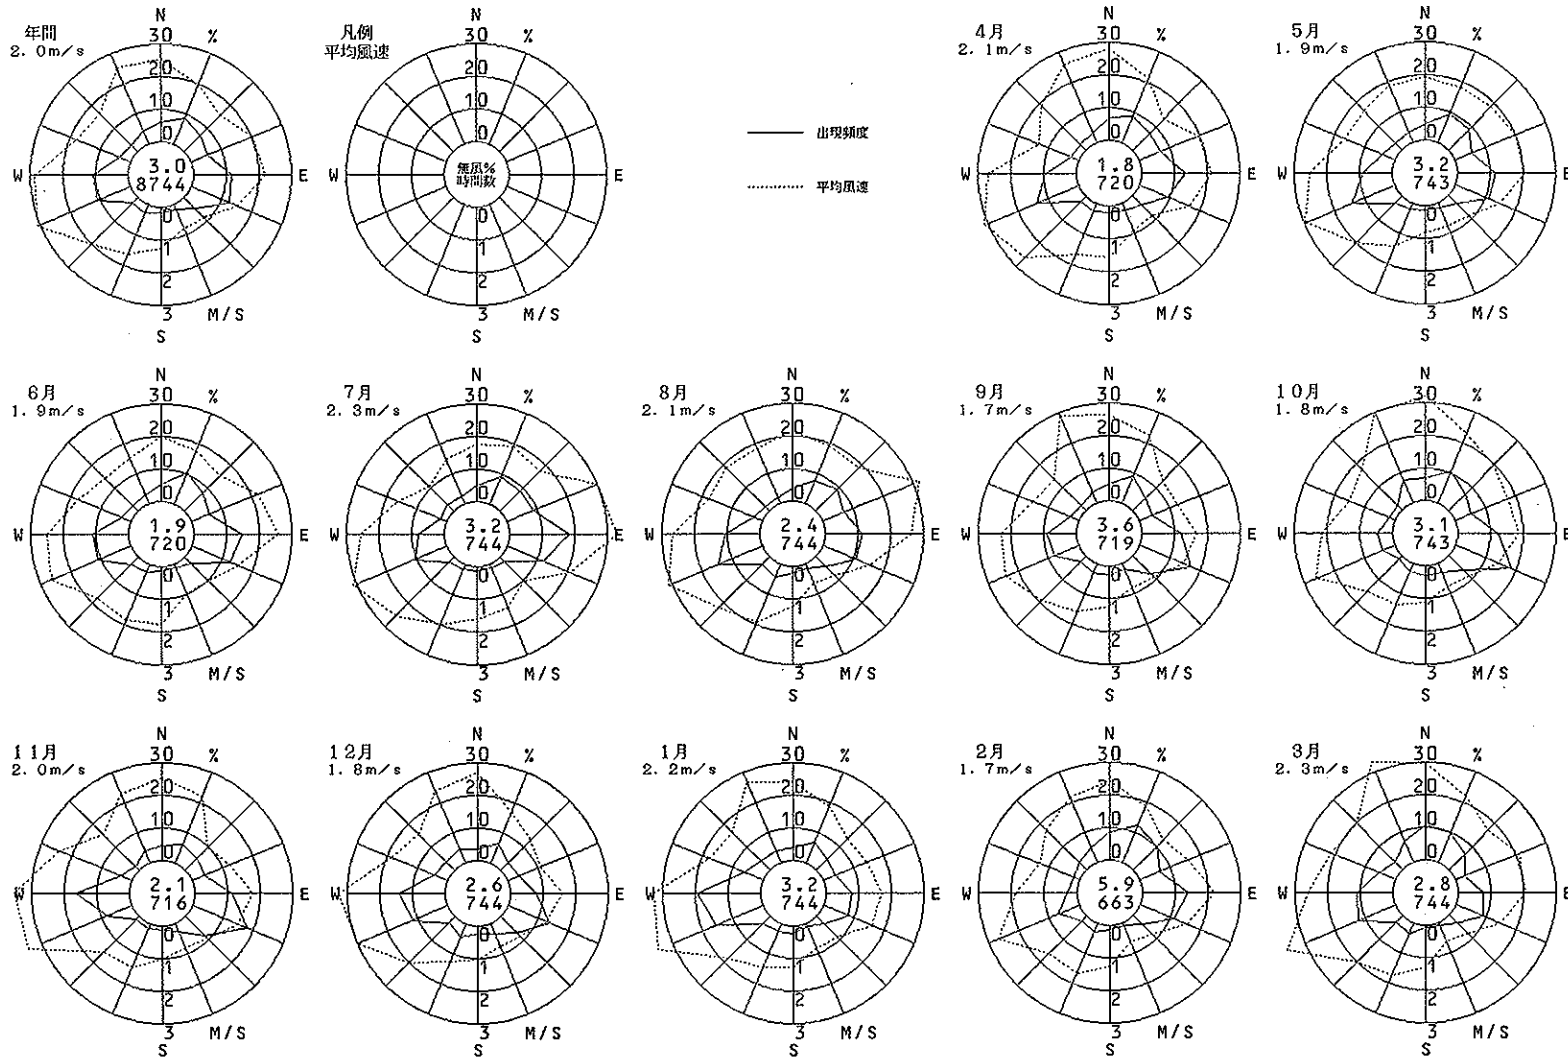 年間
2.0m/s
N
30 %
20
10
0
3.0
8744
W
E
0
1
2
3 M/S
S
凡例
平均風速
N
30 %
20
10
0
無風%
時間数
W
E
0
1
2
3 M/S
S
出現頻度
平均風速
4月
2.1m/s
N
30 %
20
10
0
1.8
720
W
E
0
1
2
3 M/S
S
5月
1.9m/s
N
30 %
20
10
0
3.2
743
W
E
0
1
2
3 M/S
S
6月
1.9m/s
N
30 %
20
10
0
1.9
720
W
E
0
1
2
3 M/S
S
7月
2.3m/s
N
30 %
20
10
0
3.2
744
W
E
0
1
2
3 M/S
S
8月
2.1m/s
N
30 %
20
10
0
2.4
744
W
E
0
1
2
3 M/S
S
9月
1.7m/s
N
30 %
20
10
0
3.6
719
W
E
0
1
2
3 M/S
S
10月
1.8m/s
N
30 %
20
10
0
3.1
743
W
E
0
1
2
3 M/S
S
11月
2.0m/s
N
30 %
20
10
0
2.1
716
W
E
0
1
2
3 M/S
S
12月
1.8m/s
N
30 %
20
10
0
2.6
744
W
E
0
1
2
3 M/S
S
1月
2.2m/s
N
30 %
20
10
0
3.2
744
W
E
0
1
2
3 M/S
S
2月
1.7m/s
N
30 %
20
10
0
5.9
663
W
E
0
1
2
3 M/S
S
3月
2.3m/s
N
30 %
20
10
0
2.8
744
W
E
0
1
2
3 M/S
S